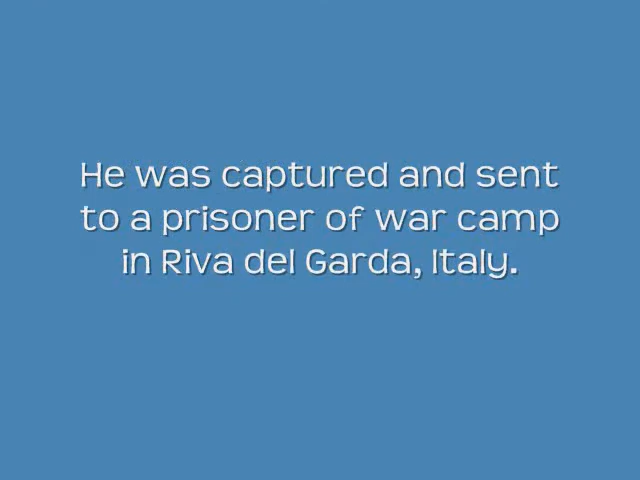 He was captured and sent
to a prisoner of war camp
in Riva del Garda, Italy.